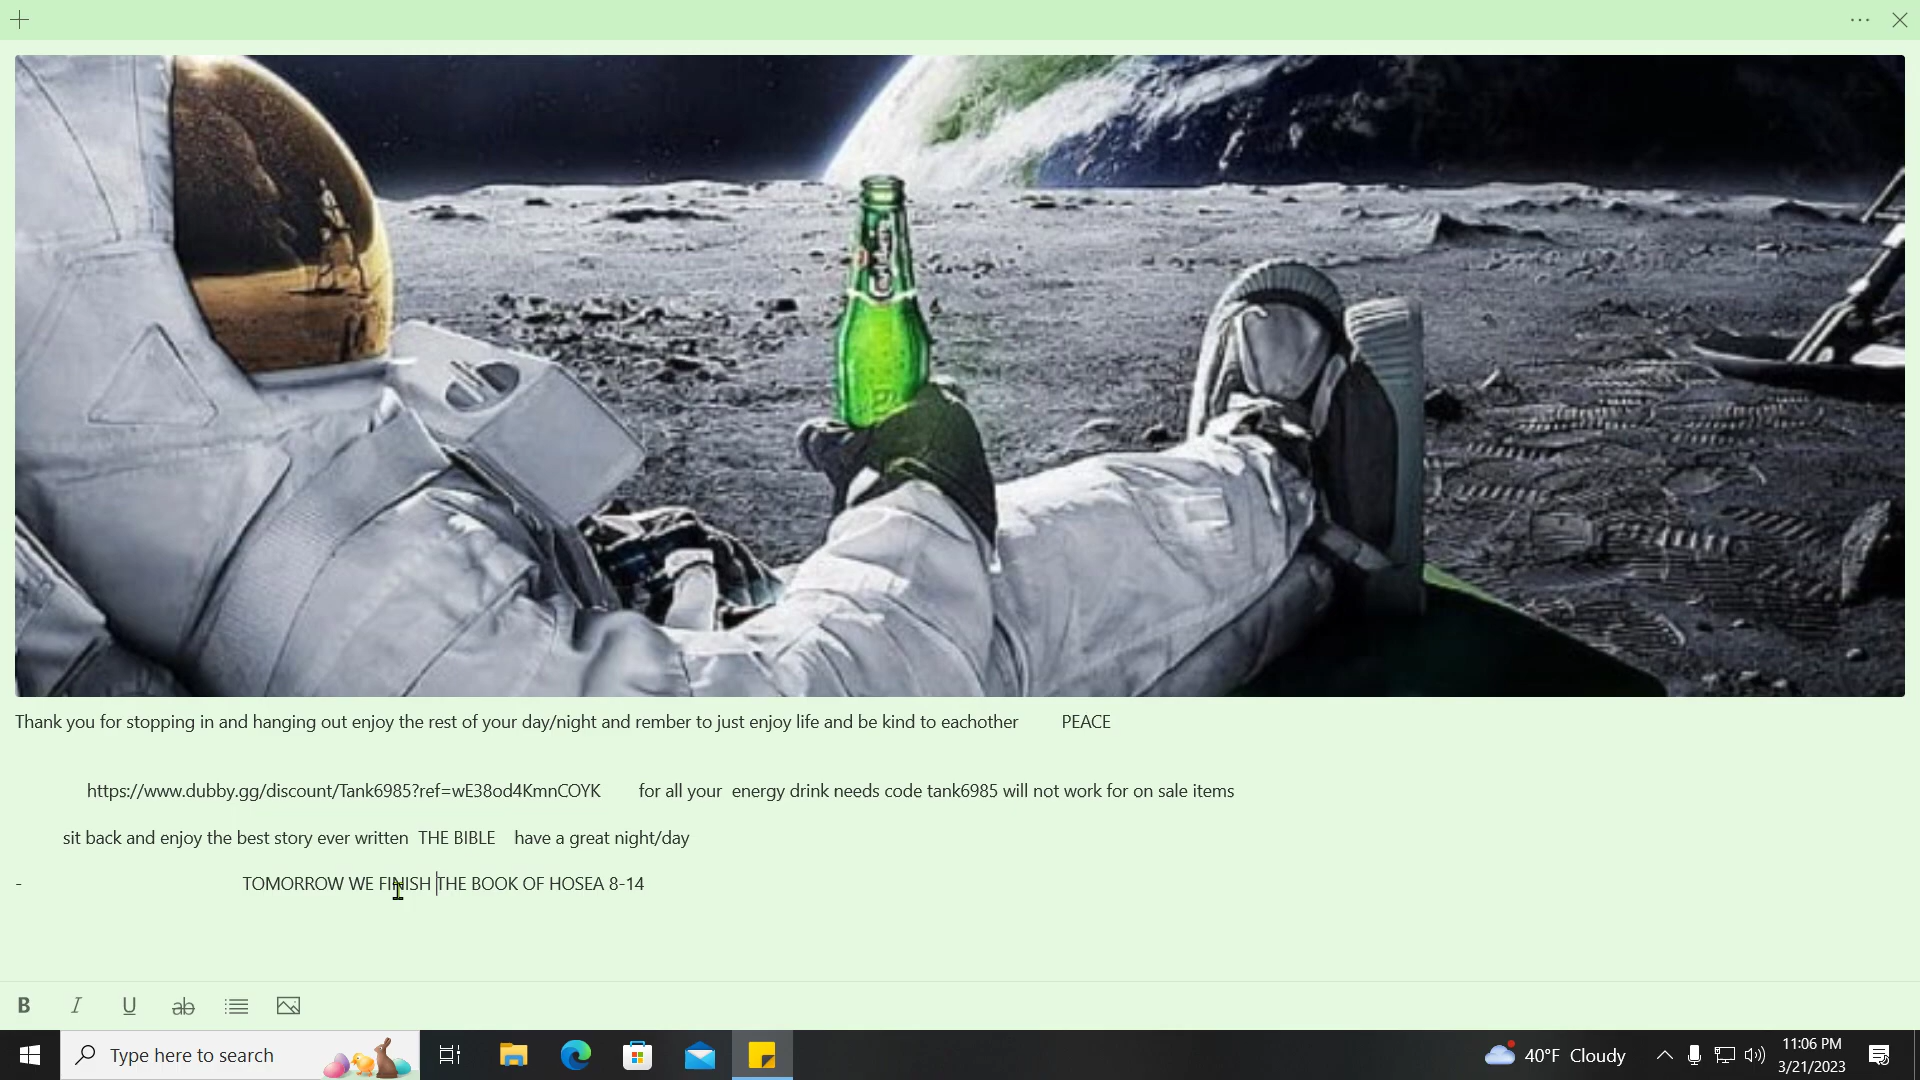 Thank you for stopping in and hanging out enjoy the rest of your day/night and rember to just enjoy life and be kind to eachother PEACE
https://www.dubby.gg/discount/Tank6985?ref=wE38od4KmnCOYK for all your energy drink needs code tank6985 will not work for on sale items
sit back and enjoy the best story ever written THE BIBLE have a great night/day
- TOMORROW WE FINISH THE BOOK OF HOSEA 8-14
B I U ab
Type here to search
40°F Cloudy
11:06 PM
3/21/2023